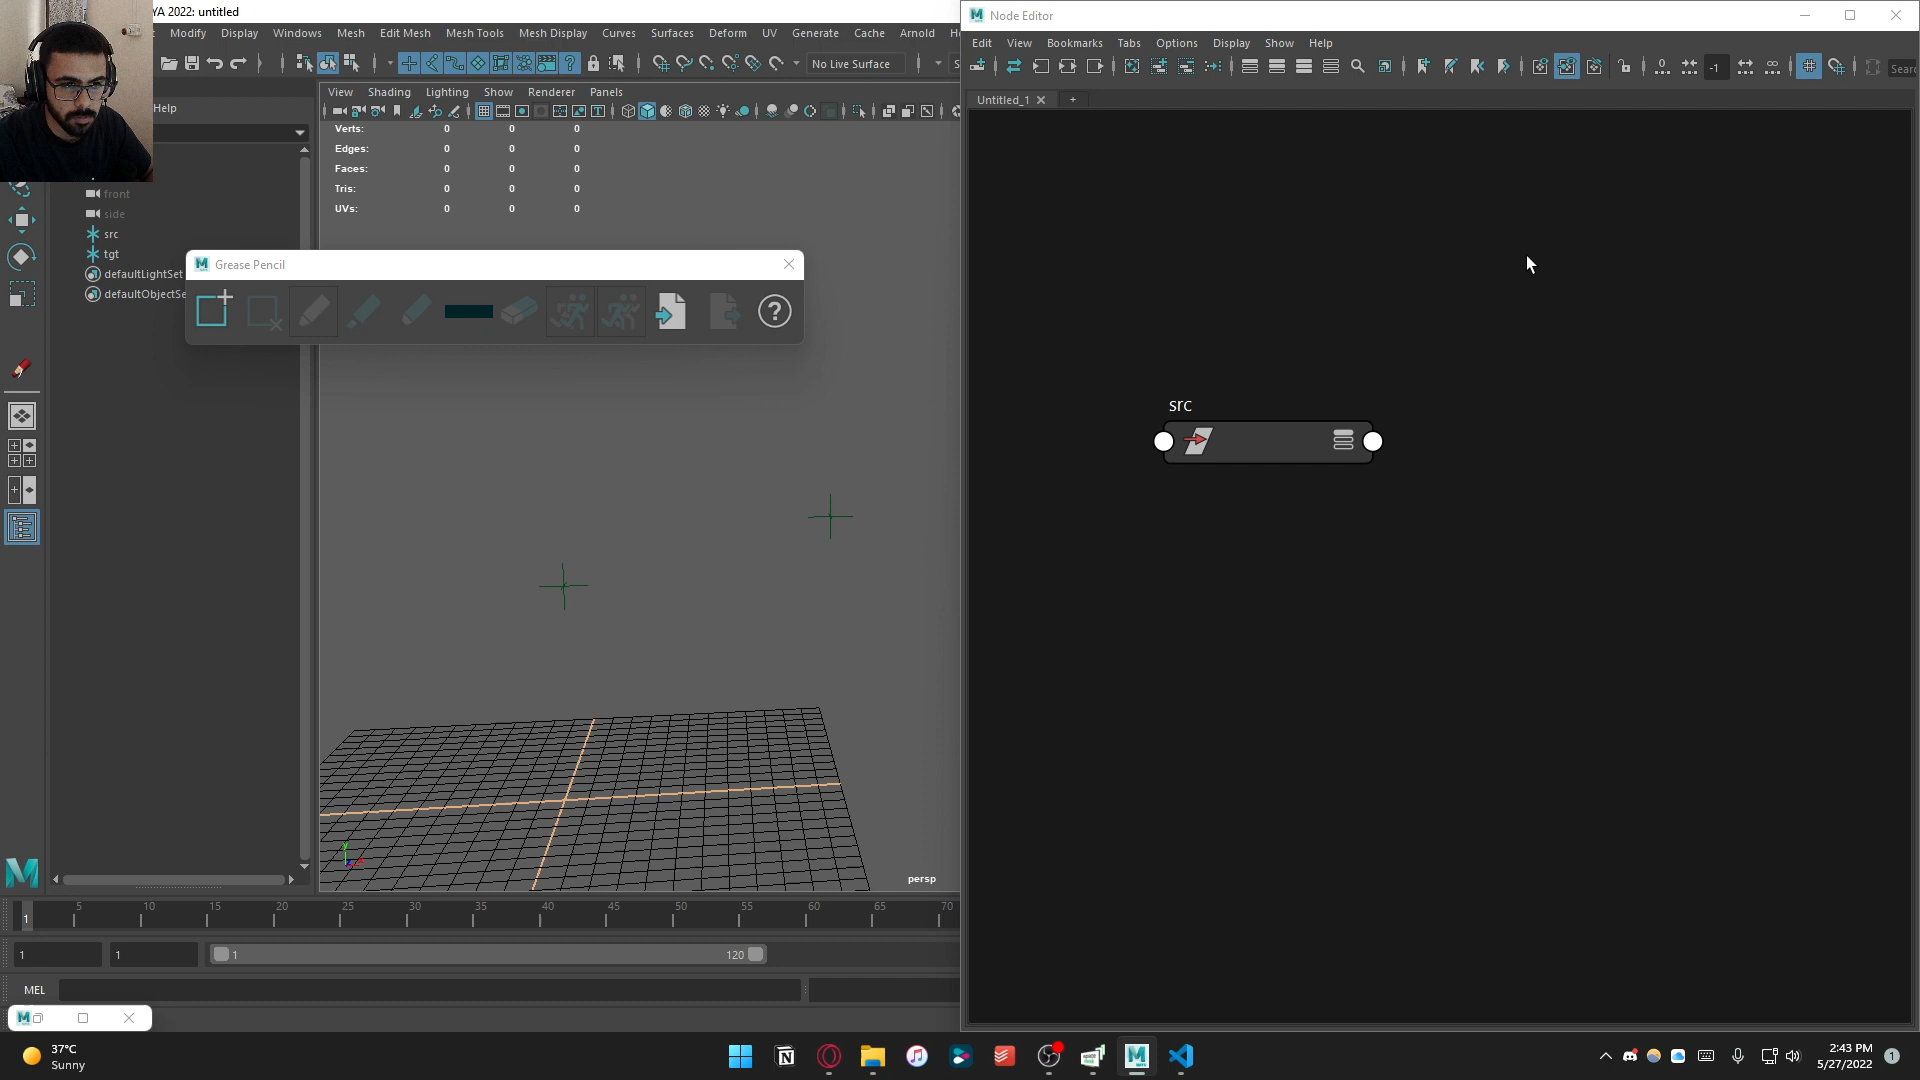 YA 2022: untitled
Modify Display Windows Mesh Edit Mesh Mesh Tools Mesh Display Curves Surfaces Deform UV Generate Cache Arnold
No Live Surface
Help
View Shading Lighting Show Renderer Panels
Verts: 0 0 0
Edges: 0 0 0
Faces: 0 0 0
Tris: 0 0 0
UVs: 0 0 0
front
side
src
tgt
defaultLightSet
defaultObjectSe
Grease Pencil
persp
1 5 10 15 20 25 30 35 40 45 50 55 60 65 70
1 1 1 120
MEL
Node Editor
Edit View Bookmarks Tabs Options Display Show Help
-1 Sear
Untitled_1 +
src
37°C
Sunny
2:43 PM
5/27/2022
1